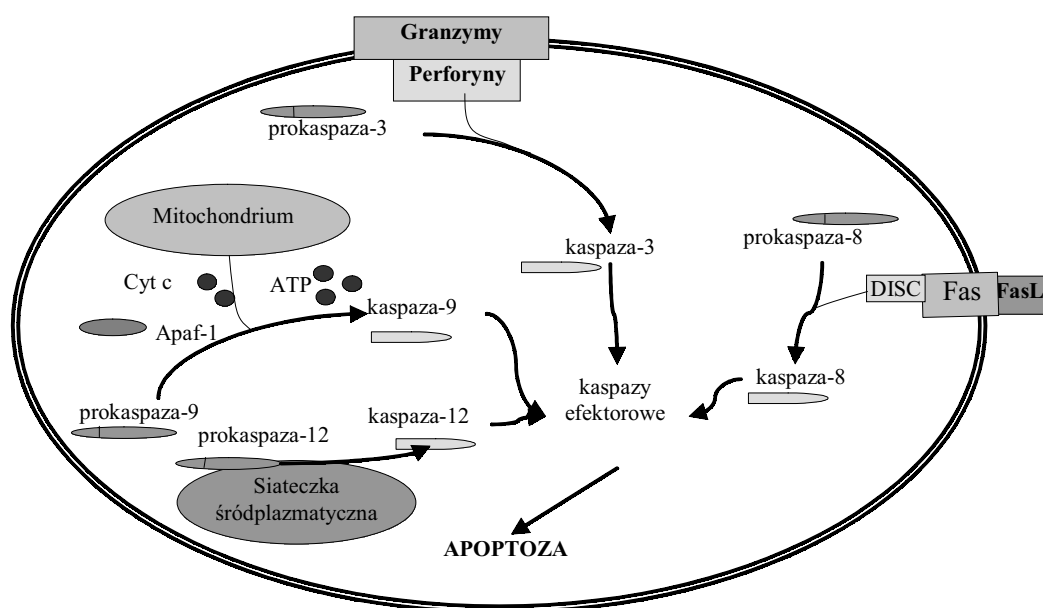 Granzymy
Perforyny
prokaspaza-3
Mitochondrium
prokaspaza-8
kaspaza-3
Cyt c
ATP
DISC
Fas
FasL
kaspaza-9
Apaf-1
kaspaza-8
kaspazy
efektorowe
prokaspaza-9
kaspaza-12
prokaspaza-12
Siateczka
śródplazmatyczna
APOPTOZA